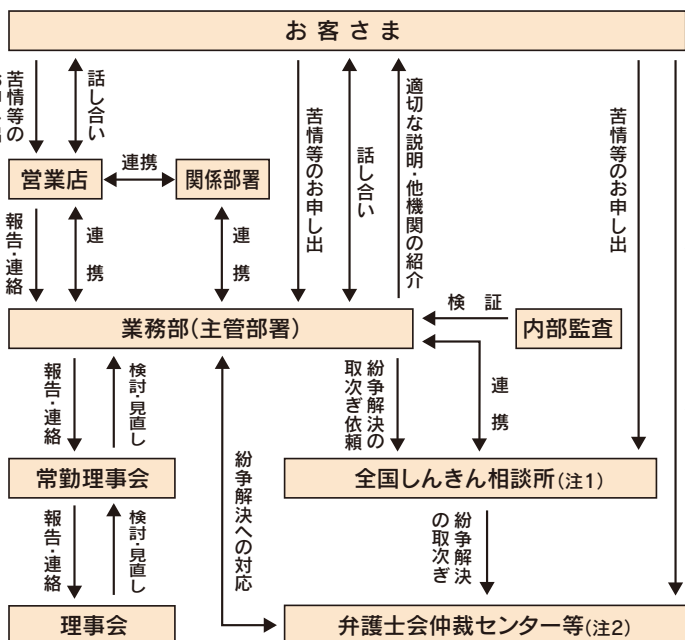 お客さま
苦情等の
話し合い
苦情等のお申し出
話し合い
適切な説明・他機関の紹介
苦情等のお申し出
営業店
連携
関係部署
報告・連絡
連携
連携
業務部（主管部署）
検証
内部監査
報告・連絡
検討・見直し
紛争解決への対応
紛争解決の
取次ぎ依頼
連携
常勤理事会
全国しんきん相談所(注1)
報告・連絡
検討・見直し
紛争解決
の取次ぎ
理事会
弁護士会仲裁センター等(注2)